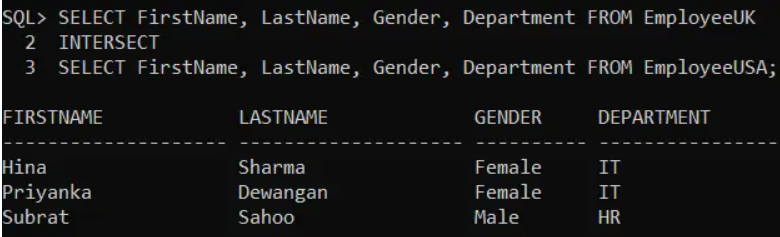 SQL> SELECT FirstName, LastName, Gender, Department FROM EmployeeUK
  2  INTERSECT
  3  SELECT FirstName, LastName, Gender, Department FROM EmployeeUSA;
FIRSTNAME            LASTNAME             GENDER     DEPARTMENT
-------------------- -------------------- ---------- ----------------
Hina                 Sharma               Female     IT
Priyanka             Dewangan             Female     IT
Subrat               Sahoo                Male       HR